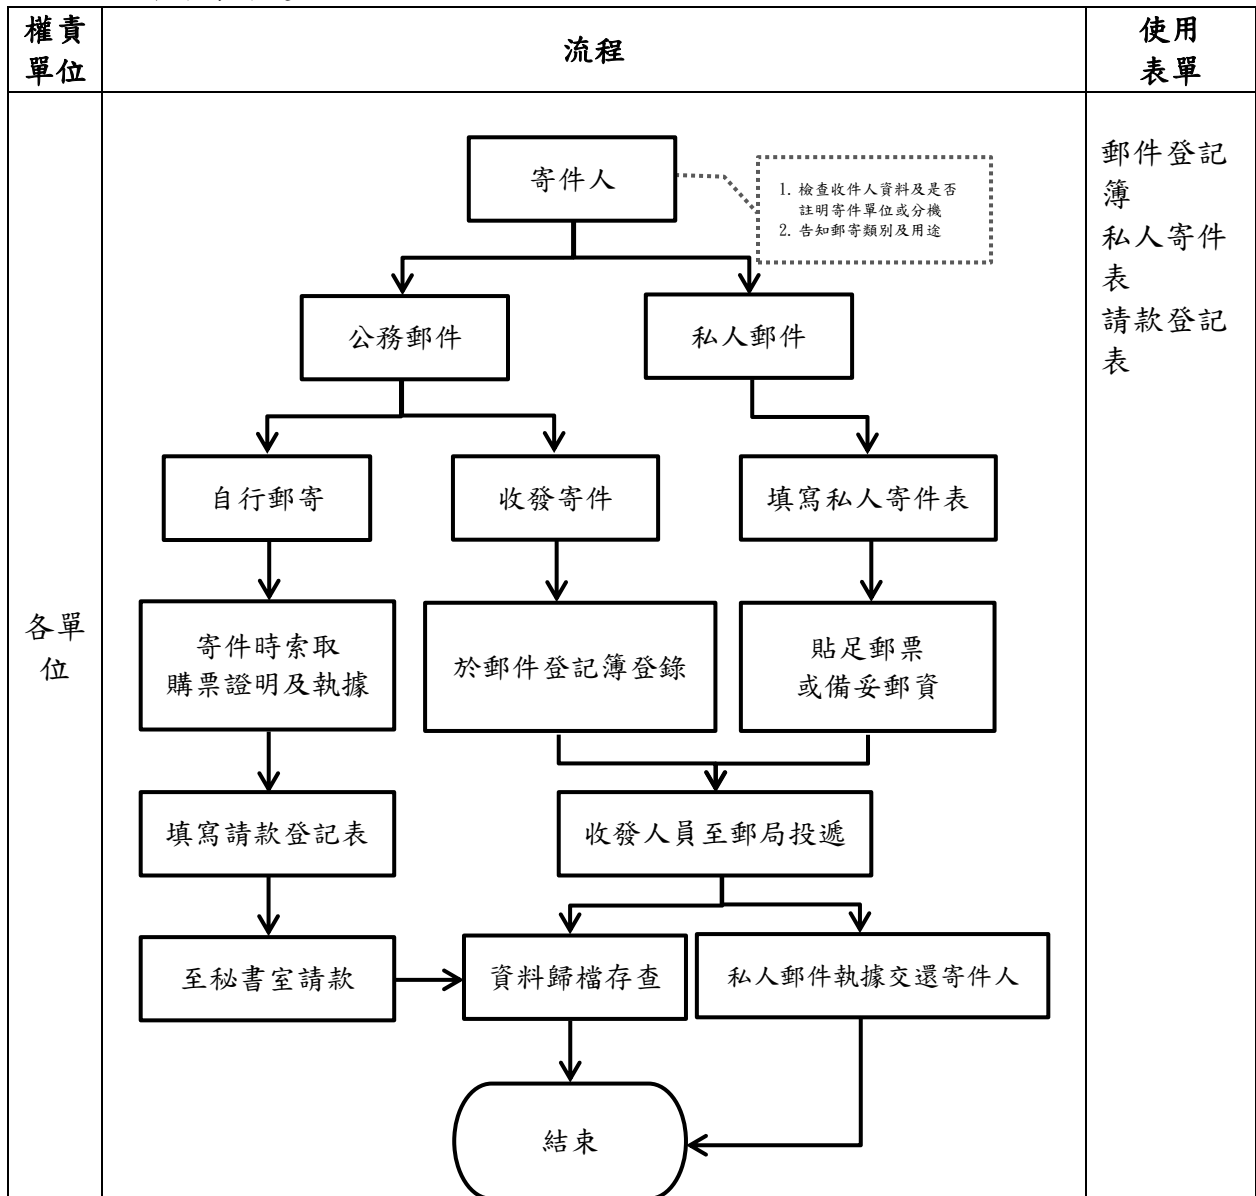 權責
單位
流程
使用
表單
寄件人
1. 檢查收件人資料及是否
註明寄件單位或分機
2. 告知郵寄類別及用途
郵件登記
簿
私人寄件
表
請款登記
表
公務郵件
私人郵件
自行郵寄
收發寄件
填寫私人寄件表
各單
位
寄件時索取
購票證明及執據
於郵件登記簿登錄
貼足郵票
或備妥郵資
填寫請款登記表
收發人員至郵局投遞
至秘書室請款
資料歸檔存查
私人郵件執據交還寄件人
結束